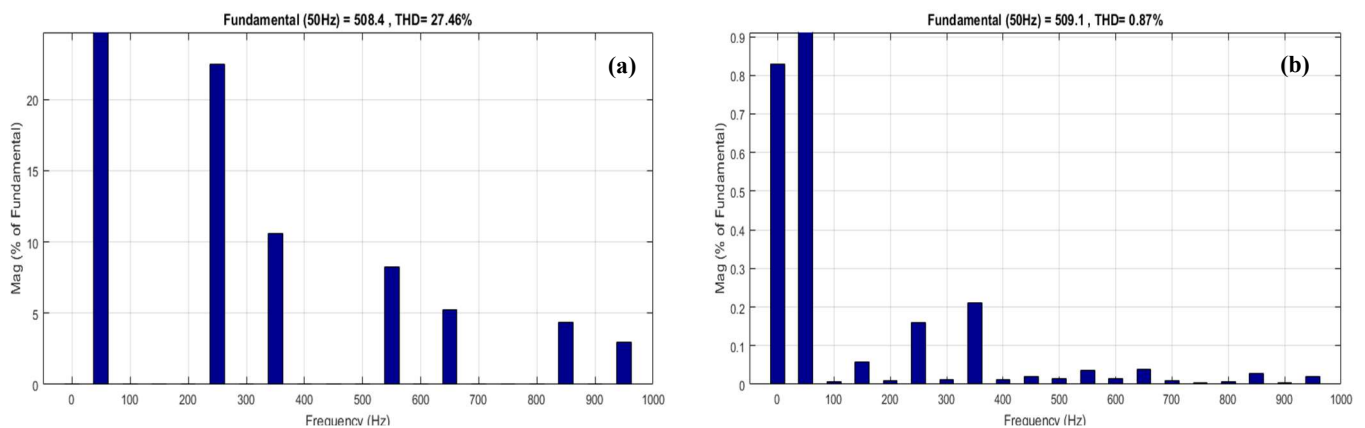 Fundamental (50Hz) = 508.4 , THD= 27.46%
(a)
Mag (% of Fundamental)
20
15
10
5
0
0 100 200 300 400 500 600 700 800 900 1000
Frequency (Hz)
Fundamental (50Hz) = 509.1 , THD= 0.87%
(b)
Mag (% of Fundamental)
0.9
0.8
0.7
0.6
0.5
0.4
0.3
0.2
0.1
0
0 100 200 300 400 500 600 700 800 900 1000
Frequency (Hz)